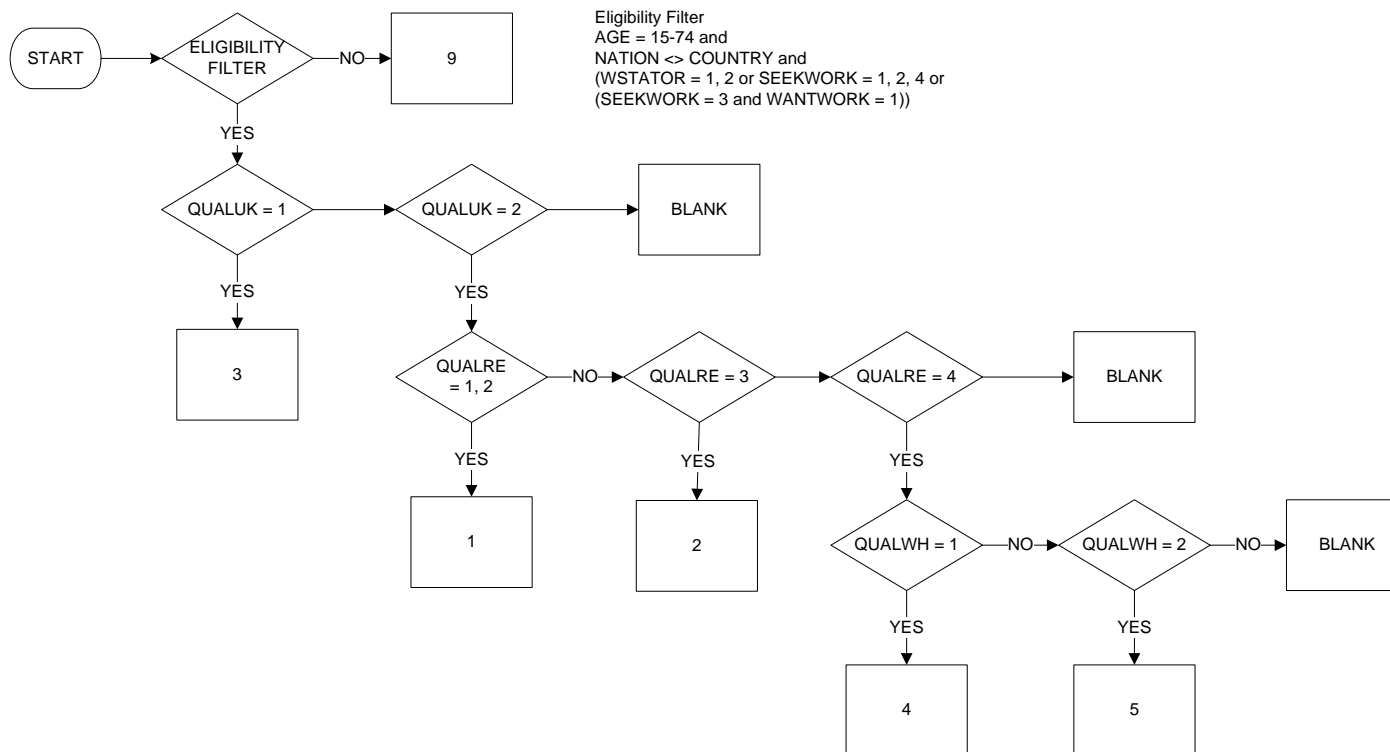 Eligibility Filter
AGE = 15-74 and
NATION <> COUNTRY and
(WSTATOR = 1, 2 or SEEKWORK = 1, 2, 4 or
(SEEKWORK = 3 and WANTWORK = 1))
START
ELIGIBILITY
FILTER
NO
9
YES
QUALUK = 1
QUALUK = 2
BLANK
YES
YES
3
QUALRE
= 1, 2
NO
QUALRE = 3
QUALRE = 4
BLANK
YES
YES
YES
1
2
QUALWH = 1
NO
QUALWH = 2
NO
BLANK
YES
YES
4
5